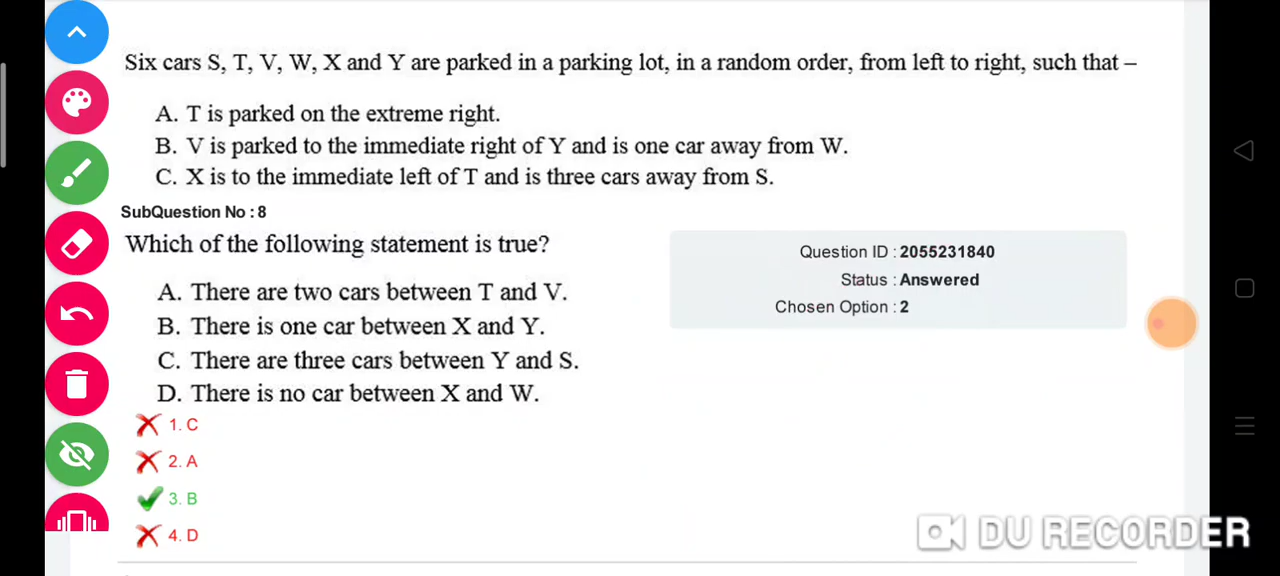 Six cars S, T, V, W, X and Y are parked in a parking lot, in a random order, from left to right, such that –
A. T is parked on the extreme right.
B. V is parked to the immediate right of Y and is one car away from W.
C. X is to the immediate left of T and is three cars away from S.
SubQuestion No : 8
Which of the following statement is true?
Question ID : 2055231840
Status : Answered
Chosen Option : 2
A. There are two cars between T and V.
B. There is one car between X and Y.
C. There are three cars between Y and S.
D. There is no car between X and W.
1. C
2. A
3. B
4. D
DU RECORDER